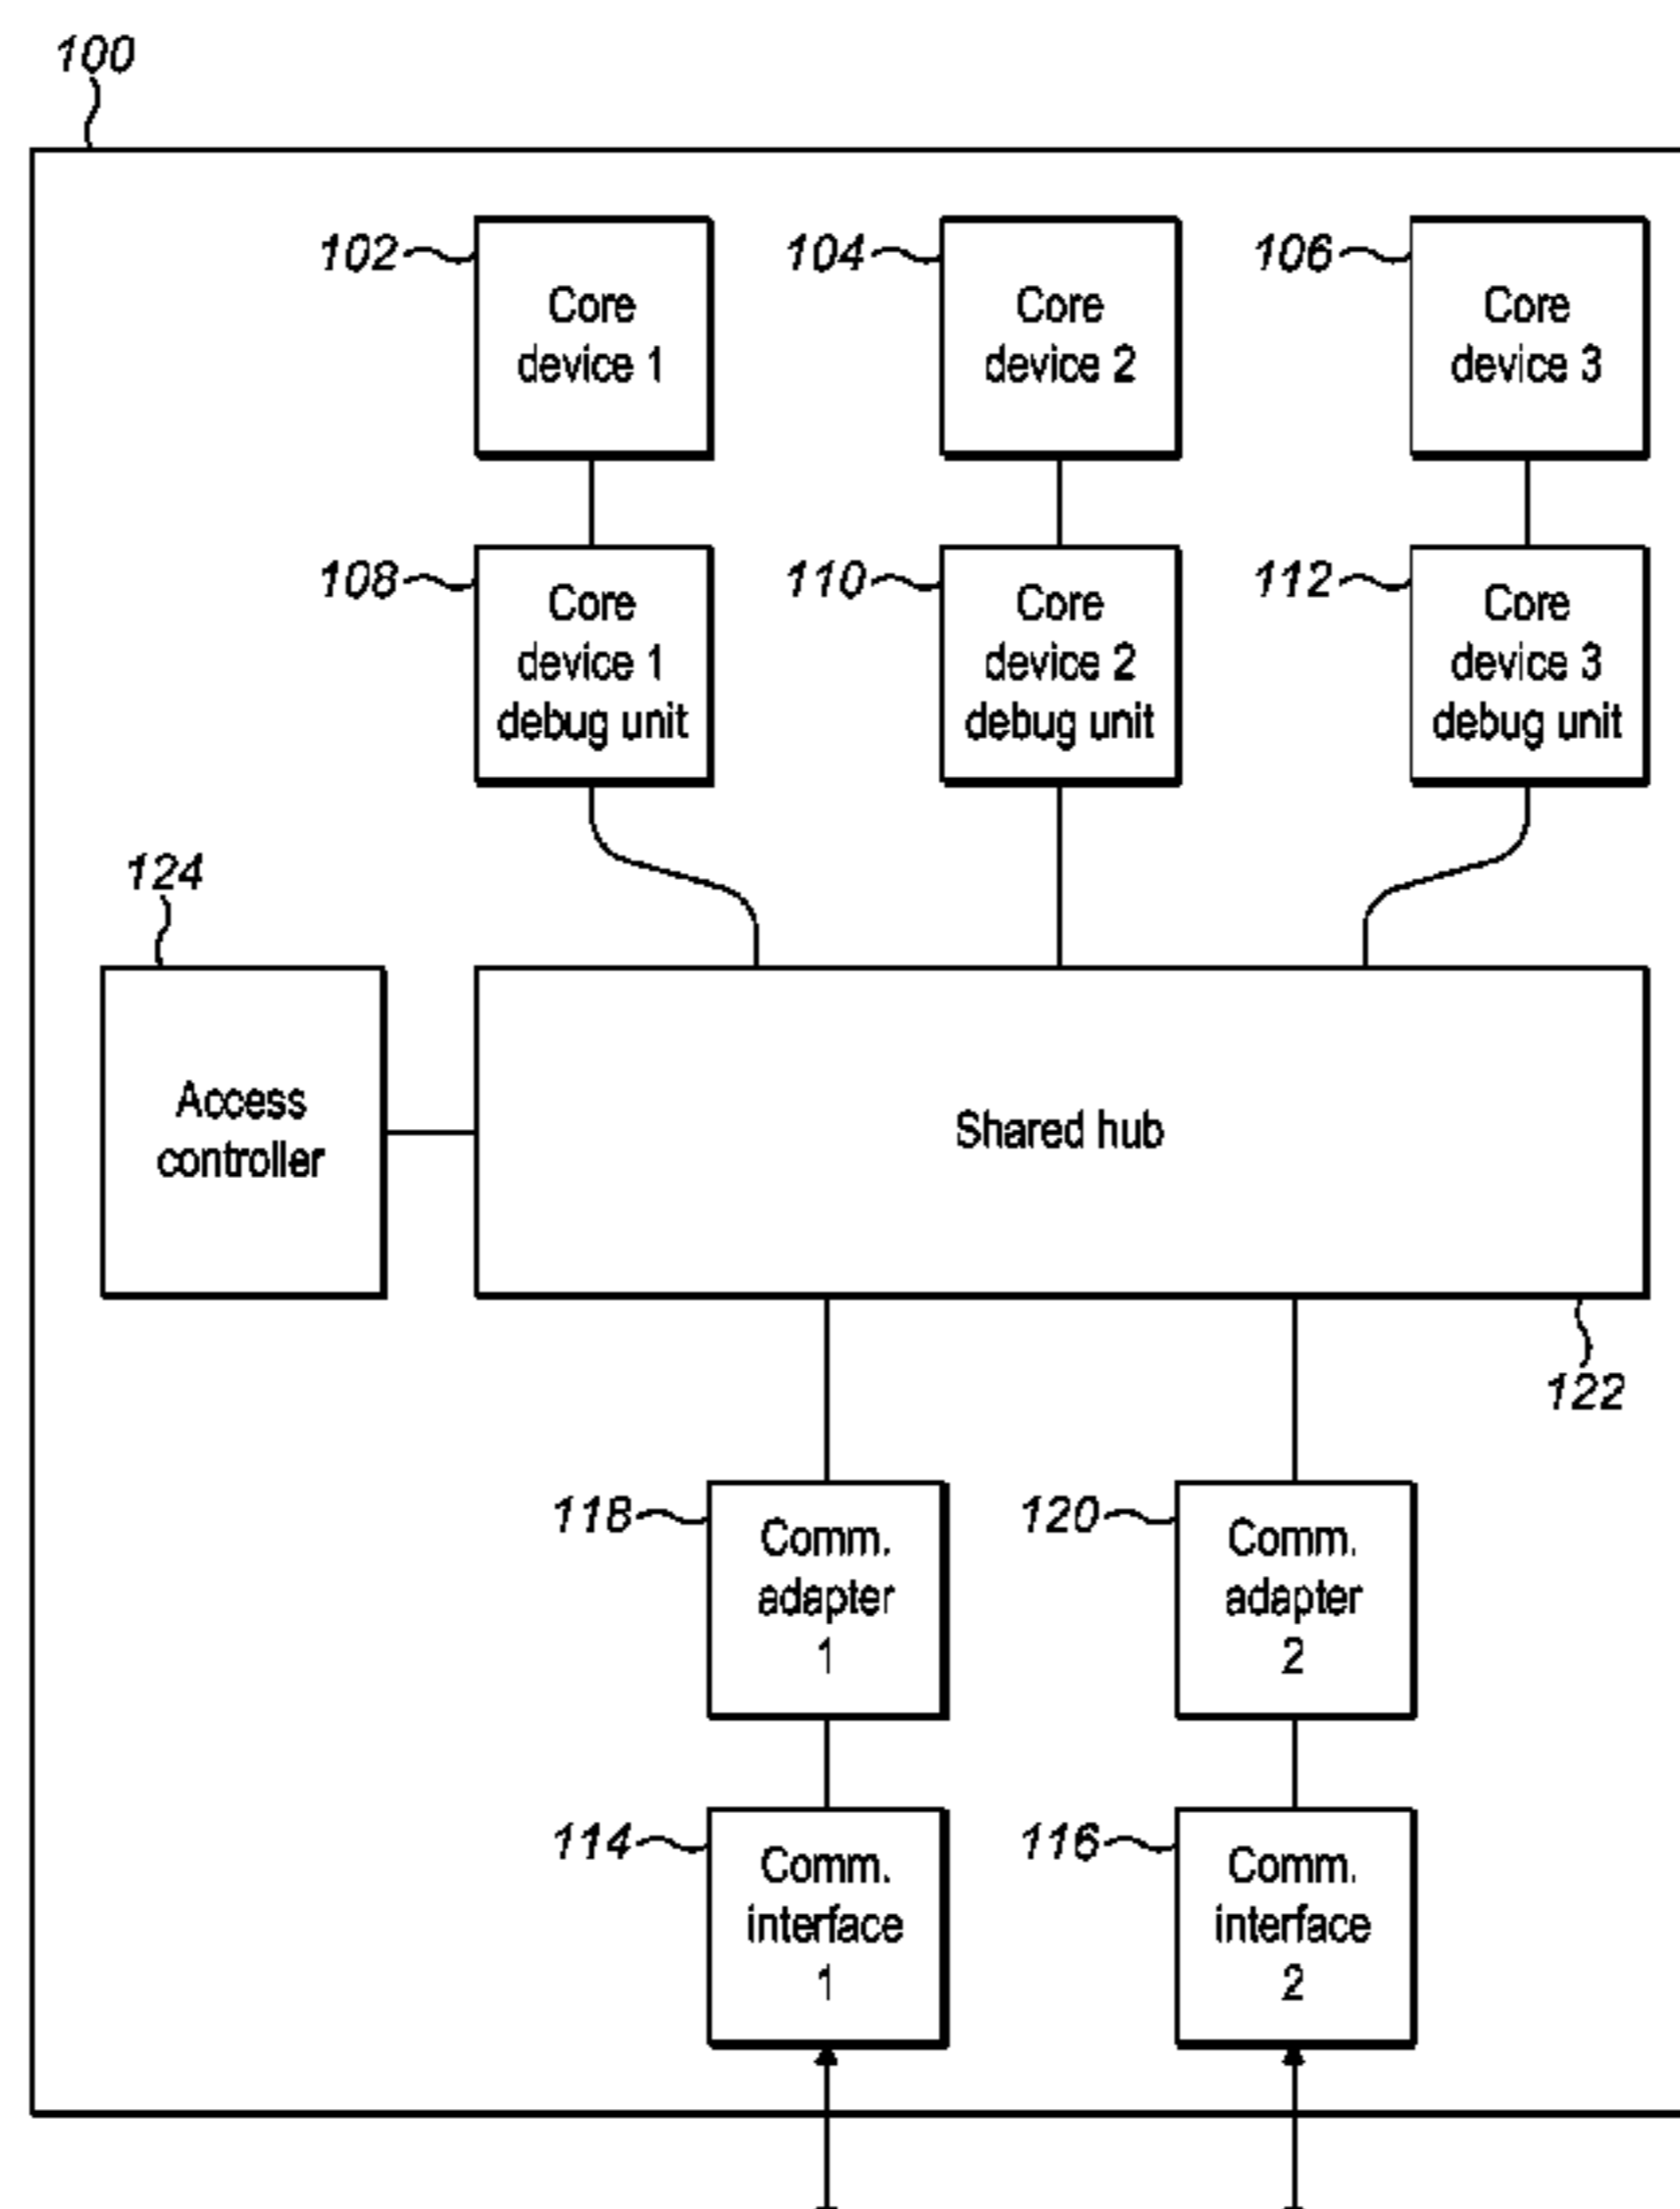 100
102
Core
device 1
104
Core
device 2
106
Core
device 3
108
Core
device 1
debug unit
110
Core
device 2
debug unit
112
Core
device 3
debug unit
124
Access
controller
Shared hub
122
118
Comm.
adapter
1
120
Comm.
adapter
2
114
Comm.
interface
1
116
Comm.
interface
2